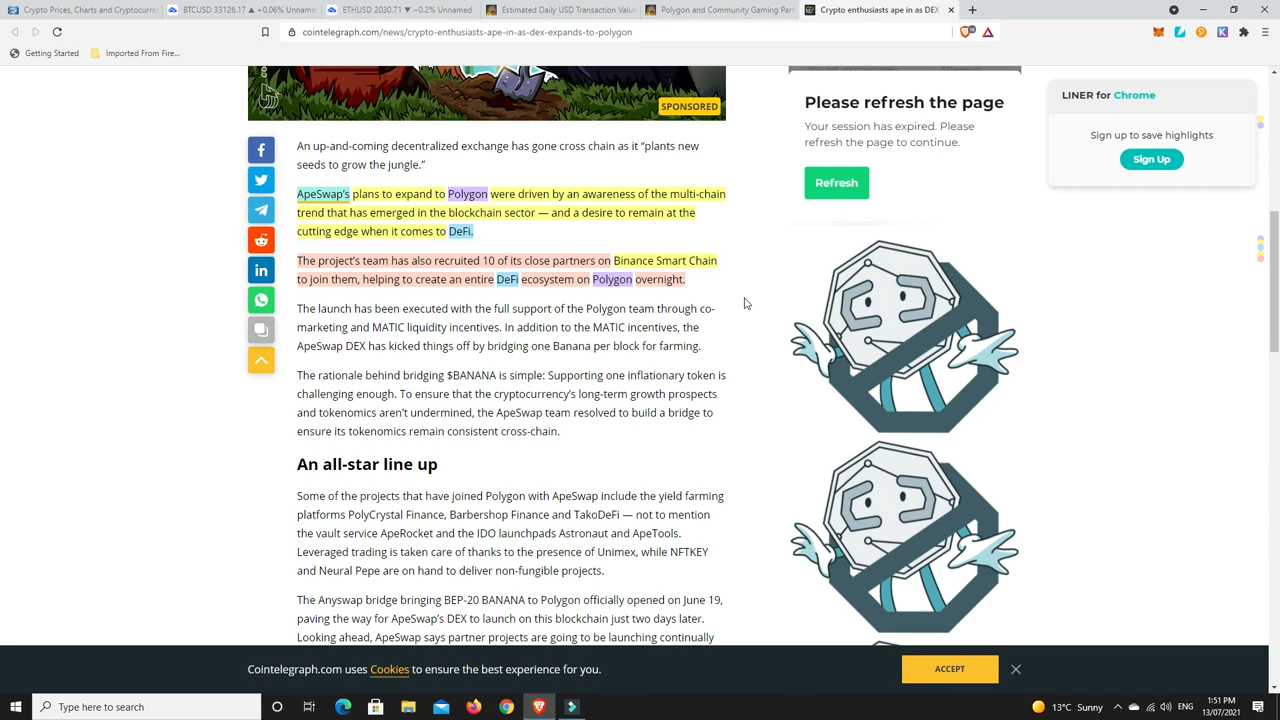 Crypto Prices, Charts and Cryptocurr
BTCUSD 33126.17 ▲ +0.06% Unnamed
ETHUSD 2030.71 ▼ −0.2% Unnamed
Estimated Daily USD Transaction Valu
Polygon and Community Gaming Part
Crypto enthusiasts ape in as DEX
cointelegraph.com/news/crypto-enthusiasts-ape-in-as-dex-expands-to-polygon
Getting Started
Imported From Fire...
SPONSORED
An up-and-coming decentralized exchange has gone cross chain as it “plants new
seeds to grow the jungle.”
ApeSwap’s plans to expand to Polygon were driven by an awareness of the multi-chain
trend that has emerged in the blockchain sector — and a desire to remain at the
cutting edge when it comes to DeFi.
The project’s team has also recruited 10 of its close partners on Binance Smart Chain
to join them, helping to create an entire DeFi ecosystem on Polygon overnight.
The launch has been executed with the full support of the Polygon team through co-
marketing and MATIC liquidity incentives. In addition to the MATIC incentives, the
ApeSwap DEX has kicked things off by bridging one Banana per block for farming.
The rationale behind bridging $BANANA is simple: Supporting one inflationary token is
challenging enough. To ensure that the cryptocurrency’s long-term growth prospects
and tokenomics aren’t undermined, the ApeSwap team resolved to build a bridge to
ensure its tokenomics remain consistent cross-chain.
An all-star line up
Some of the projects that have joined Polygon with ApeSwap include the yield farming
platforms PolyCrystal Finance, Barbershop Finance and TakoDeFi — not to mention
the vault service ApeRocket and the IDO launchpads Astronaut and ApeTools.
Leveraged trading is taken care of thanks to the presence of Unimex, while NFTKEY
and Neural Pepe are on hand to deliver non-fungible projects.
The Anyswap bridge bringing BEP-20 BANANA to Polygon officially opened on June 19,
paving the way for ApeSwap’s DEX to launch on this blockchain just two days later.
Looking ahead, ApeSwap says partner projects are going to be launching continually
Please refresh the page
Your session has expired. Please
refresh the page to continue.
Refresh
LINER for Chrome
Sign up to save highlights
Sign Up
Cointelegraph.com uses Cookies to ensure the best experience for you.
ACCEPT
Type here to search
13°C Sunny
ENG
1:51 PM
13/07/2021